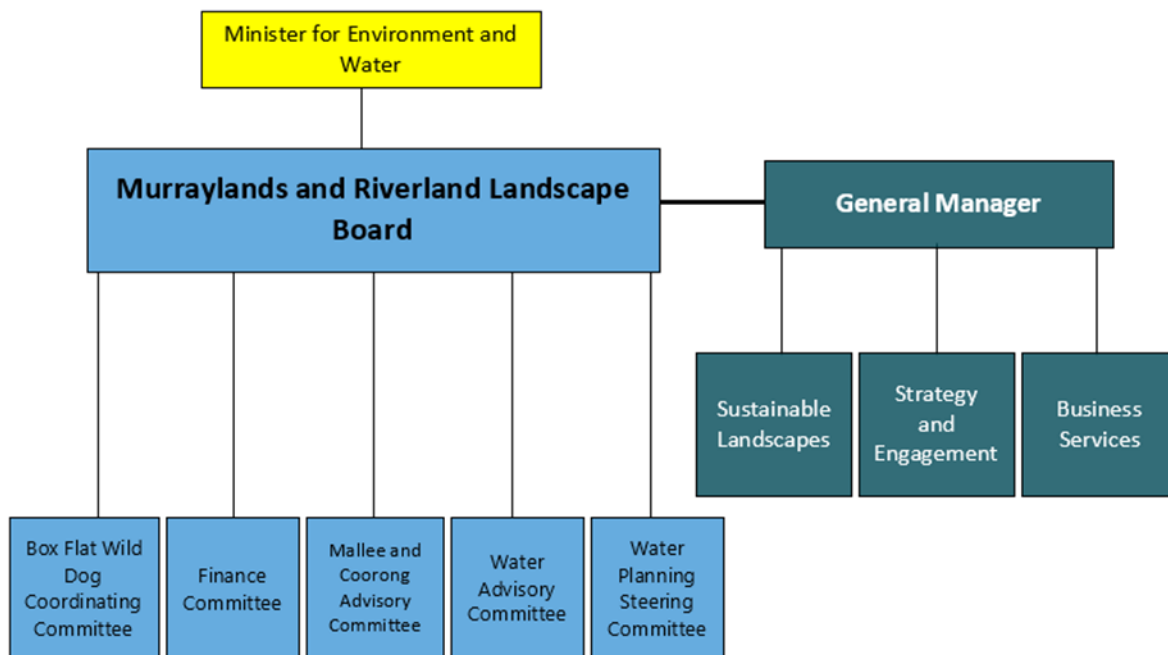 Minister for Environment and
Water
Murraylands and Riverland Landscape
Board
General Manager
Sustainable
Landscapes
Strategy
and
Engagement
Business
Services
Box Flat Wild
Dog
Coordinating
Committee
Finance
Committee
Mallee and
Coorong
Advisory
Committee
Water
Advisory
Committee
Water
Planning
Steering
Committee